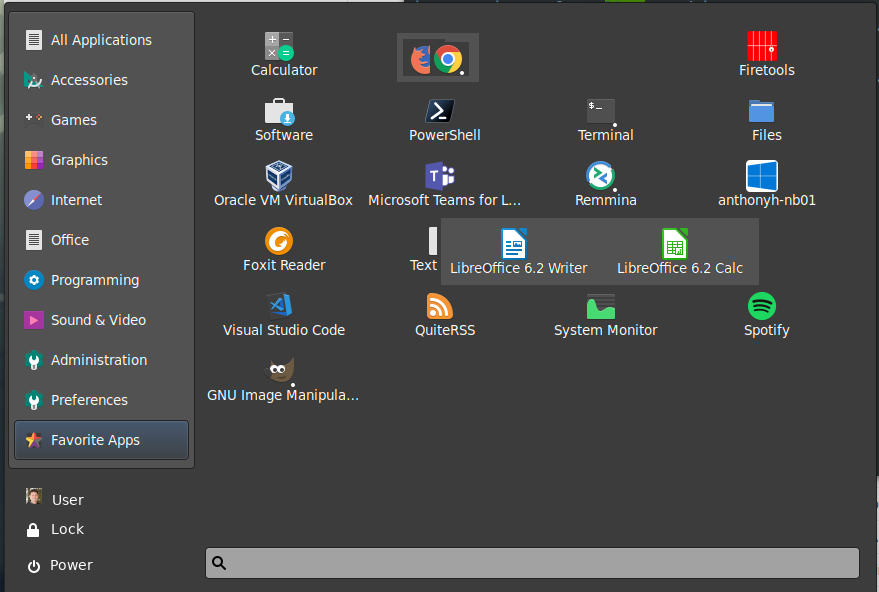 All Applications
Accessories
Games
Graphics
Internet
Office
Programming
Sound & Video
Administration
Preferences
Favorite Apps
User
Lock
Power
Calculator
Firetools
Software
PowerShell
Terminal
Files
Oracle VM VirtualBox
Microsoft Teams for L...
Remmina
anthonyh-nb01
Foxit Reader
Text
LibreOffice 6.2 Writer
LibreOffice 6.2 Calc
Visual Studio Code
QuiteRSS
System Monitor
Spotify
GNU Image Manipula...